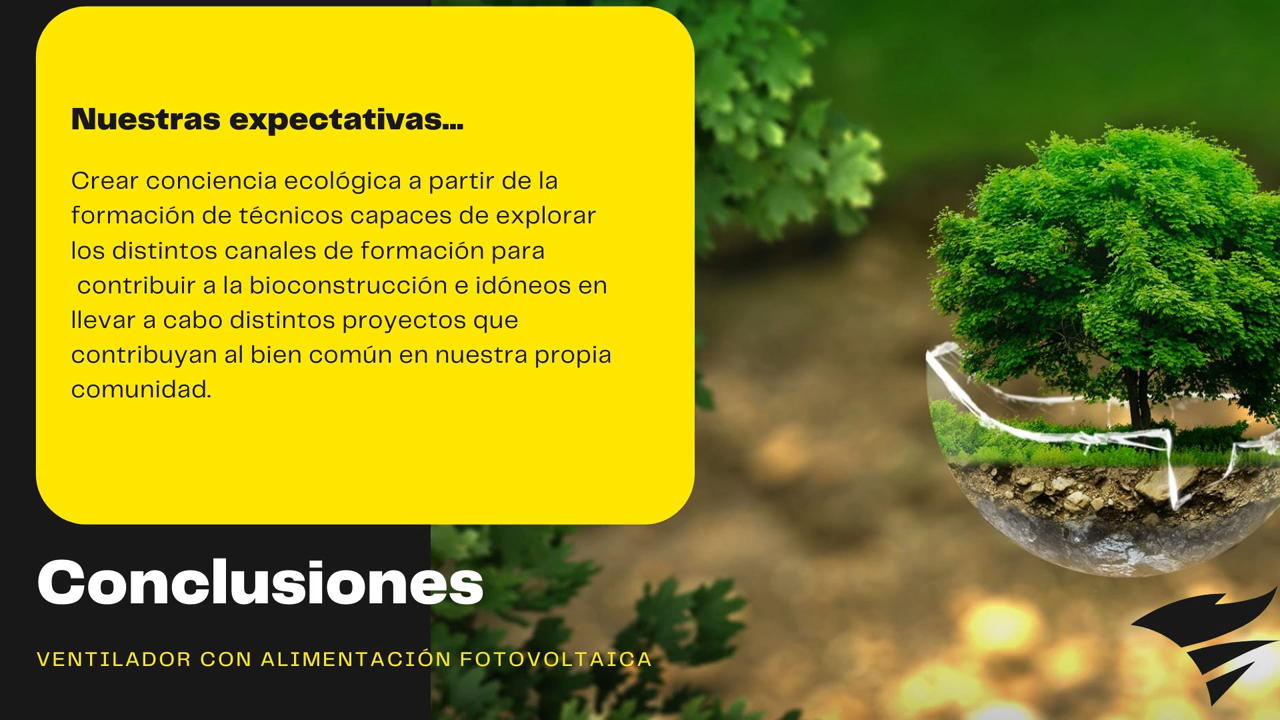 Nuestras expectativas...
Crear conciencia ecológica a partir de la
formación de técnicos capaces de explorar
los distintos canales de formación para
contribuir a la bioconstrucción e idóneos en
llevar a cabo distintos proyectos que
contribuyan al bien común en nuestra propia
comunidad.
Conclusiones
VENTILADOR CON ALIMENTACIÓN FOTOVOLTAICA